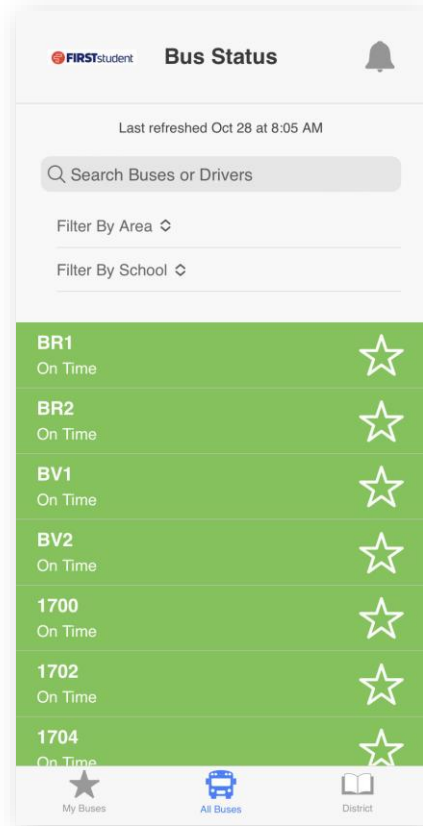 FIRSTstudent Bus Status
Last refreshed Oct 28 at 8:05 AM
Search Buses or Drivers
Filter By Area
Filter By School
BR1
On Time
BR2
On Time
BV1
On Time
BV2
On Time
1700
On Time
1702
On Time
1704
On Time
My Buses All Buses District